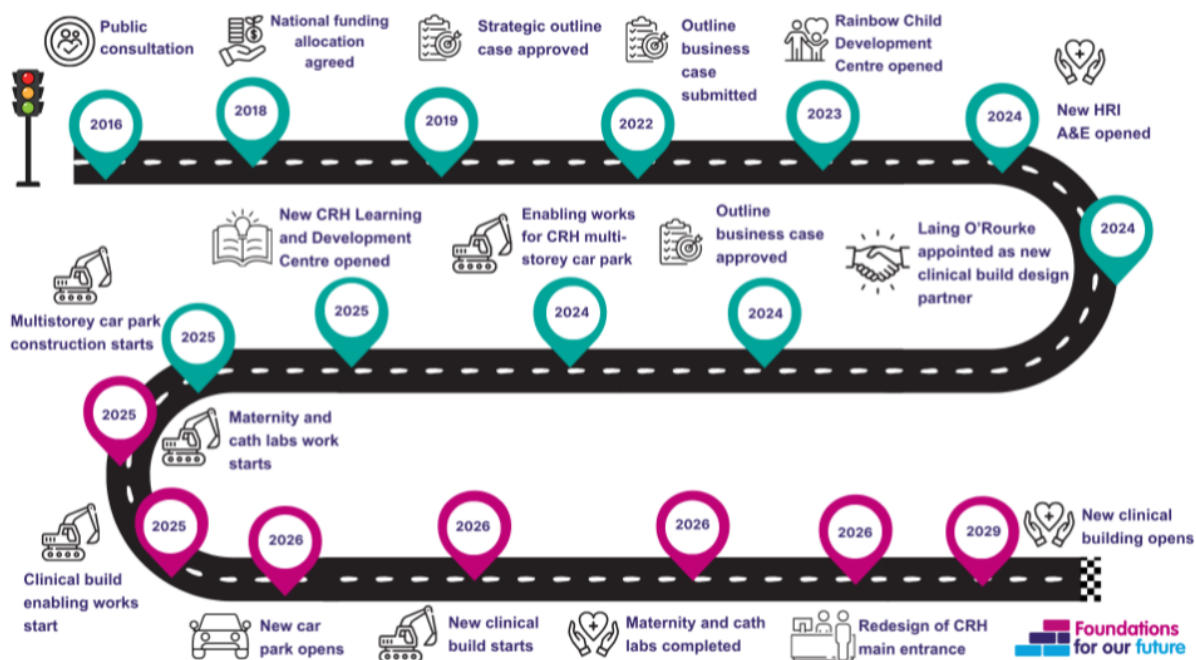 Public
consultation
2016
National funding
allocation
agreed
2018
Strategic outline
case approved
2019
Outline
business
case
submitted
2022
Rainbow Child
Development
Centre opened
2023
New HRI
A&E opened
2024
Laing O'Rourke
appointed as new
clinical build design
partner
2024
Outline
business case
approved
2024
Enabling works
for CRH multi-
storey car park
2024
New CRH Learning
and Development
Centre opened
2025
Multistorey car park
construction starts
2025
Maternity and
cath labs work
starts
2025
Clinical build
enabling works
start
2025
New car
park opens
2026
New clinical
build starts
2026
Maternity and cath
labs completed
2026
Redesign of CRH
main entrance
2026
New clinical
building opens
2029
Foundations
for our future